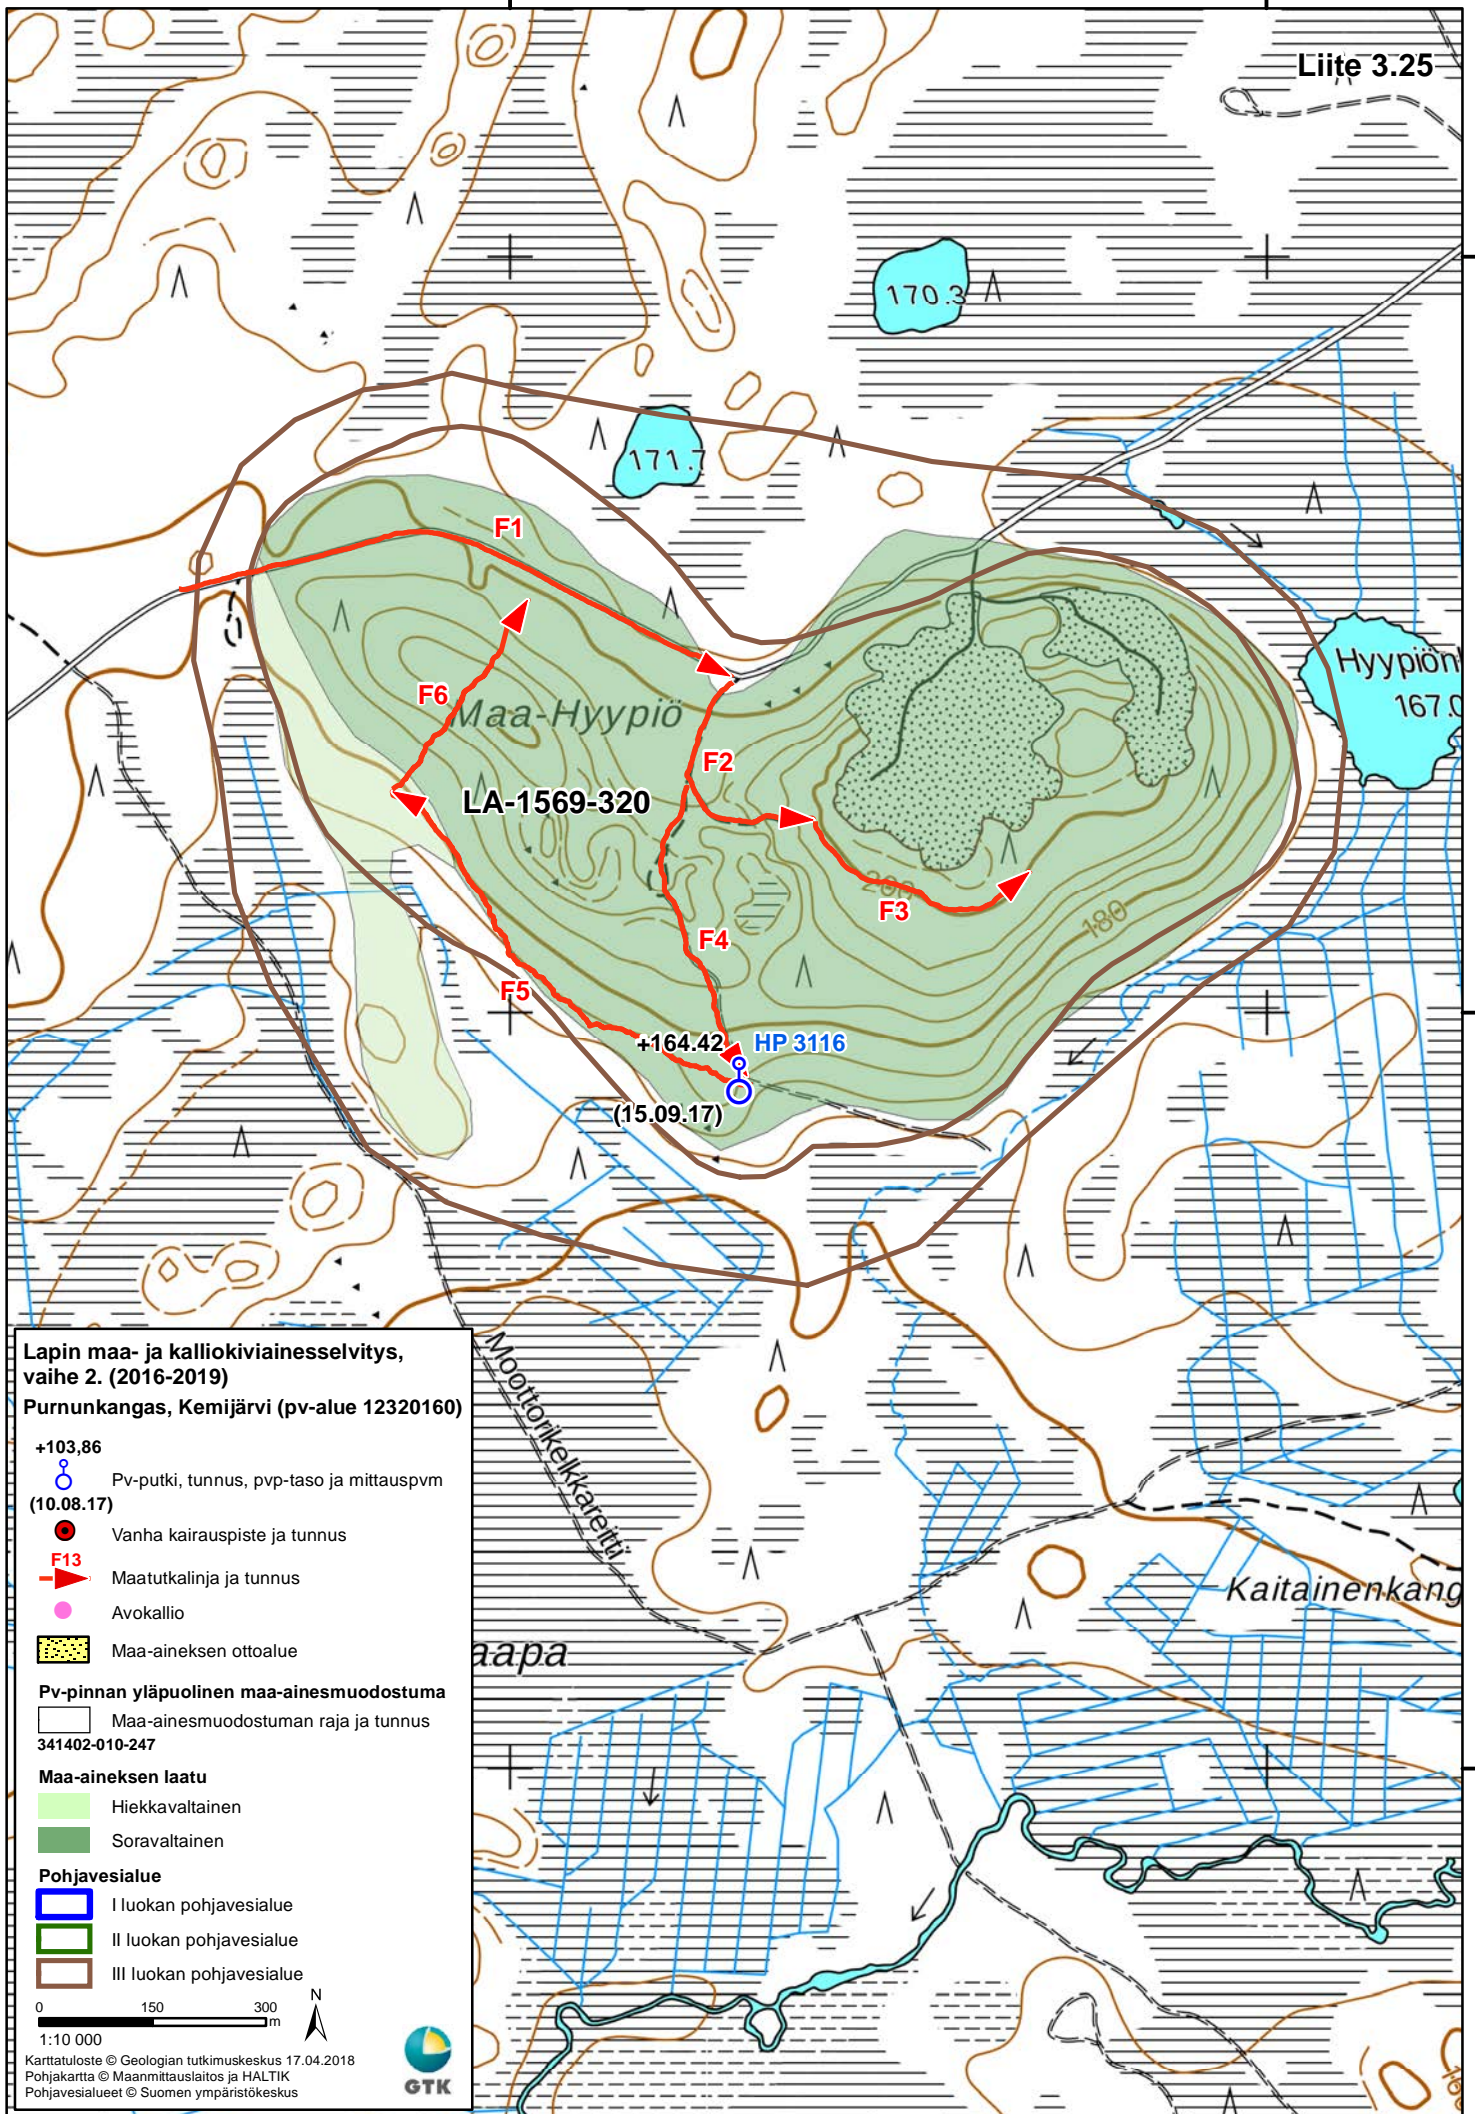 Liite 3.25
170.3
171.7
F1
Hyypiönl
167.0
F6
Maa-Hyypiö
F2
LA-1569-320
200
F3
180
F4
F5
+164.42
HP 3116
(15.09.17)
Moottorikelkkareitti
Kaitainenkang
aapa
Lapin maa- ja kalliokiviainesselvitys,
vaihe 2. (2016-2019)
Purnunkangas, Kemijärvi (pv-alue 12320160)
+103,86
Pv-putki, tunnus, pvp-taso ja mittauspvm
(10.08.17)
Vanha kairauspiste ja tunnus
F13
Maatutkalinja ja tunnus
Avokallio
Maa-aineksen ottoalue
Pv-pinnan yläpuolinen maa-ainesmuodostuma
Maa-ainesmuodostuman raja ja tunnus
341402-010-247
Maa-aineksen laatu
Hiekkavaltainen
Soravaltainen
Pohjavesialue
I luokan pohjavesialue
II luokan pohjavesialue
III luokan pohjavesialue
0 150 300
m
N
1:10 000
Karttatuloste © Geologian tutkimuskeskus 17.04.2018
Pohjakartta © Maanmittauslaitos ja HALTIK
Pohjavesialueet © Suomen ympäristökeskus
GTK